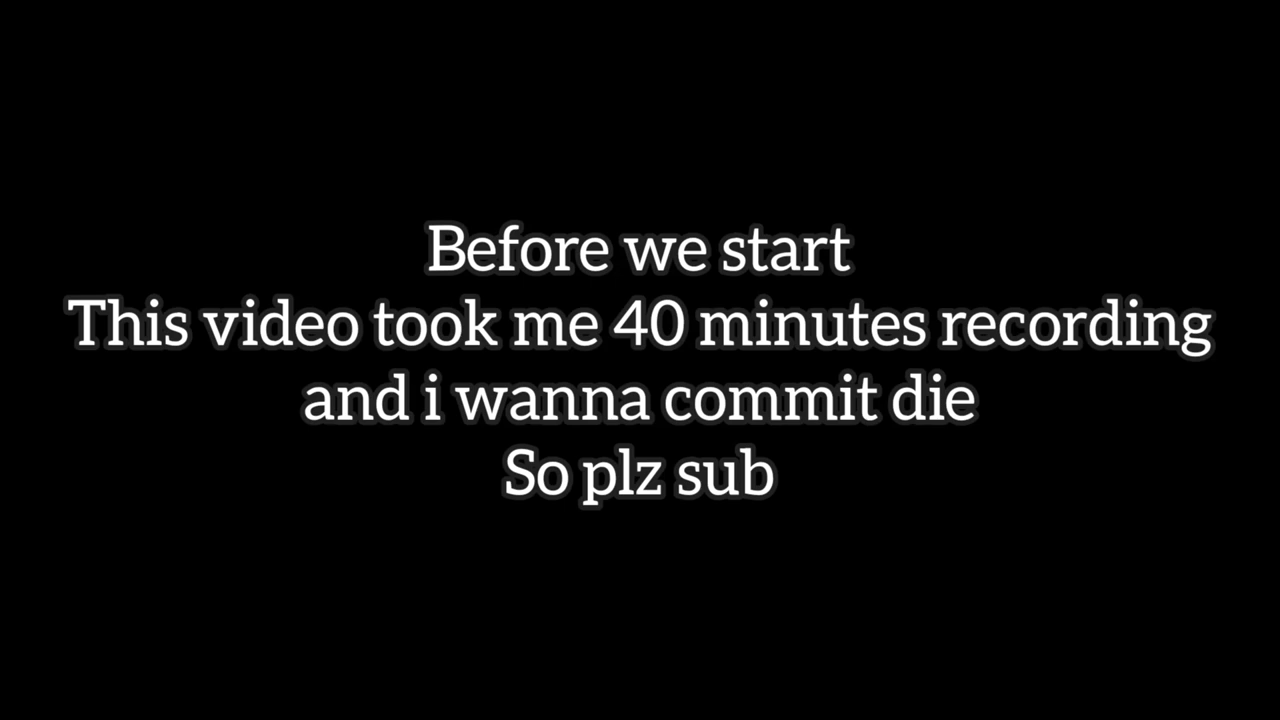 Before we start
This video took me 40 minutes recording
and i wanna commit die
So plz sub